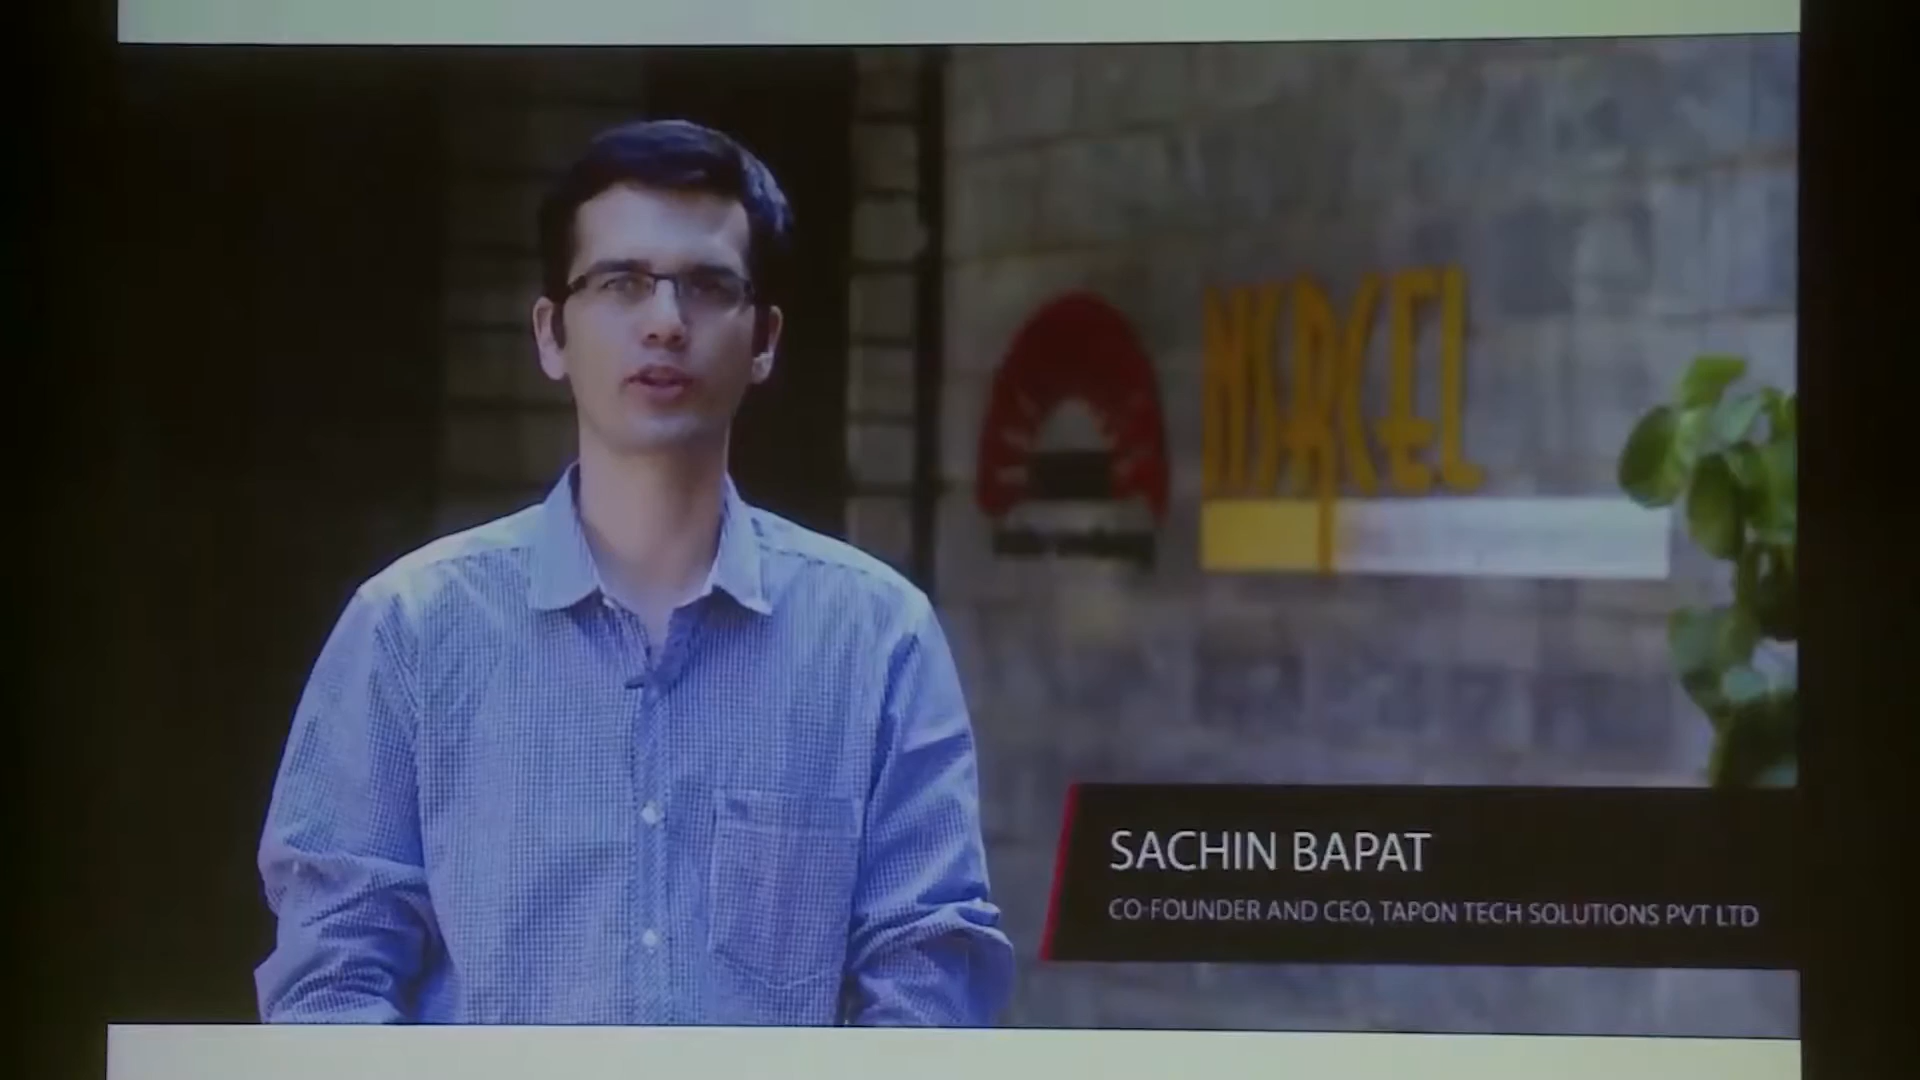 NSRCEL
SACHIN BAPAT
CO-FOUNDER AND CEO, TAPON TECH SOLUTIONS PVT LTD